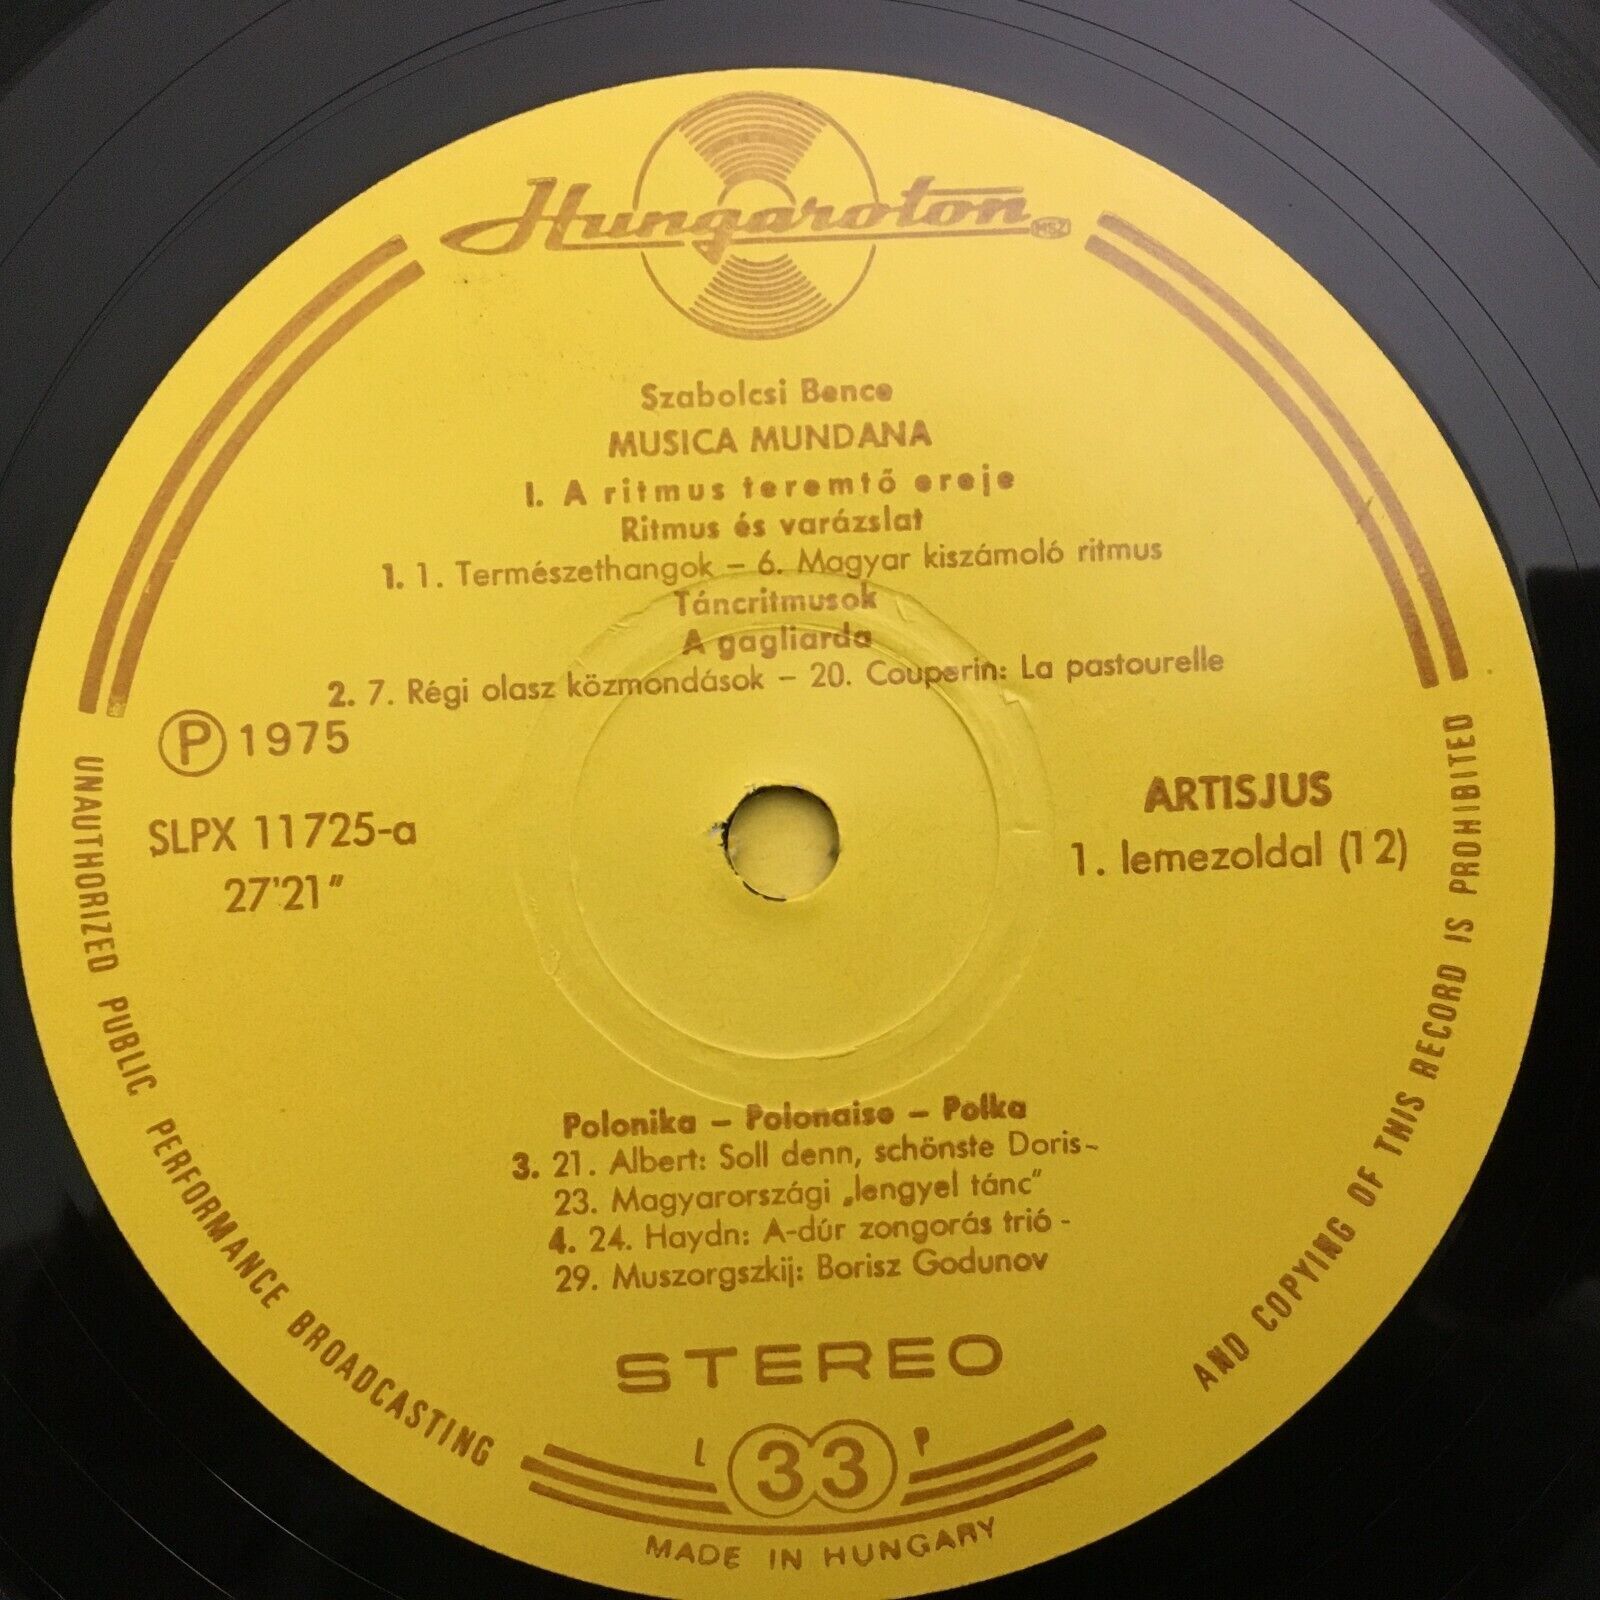 Hungaroton MSZ
Szabolcsi Bence
MUSICA MUNDANA
I. A ritmus teremtő ereje
Ritmus és varázslat
1. 1. Természethangok – 6. Magyar kiszámoló ritmus
Táncritmusok
A gagliarda
2. 7. Régi olasz közmondások – 20. Couperin: La pastourelle
Ⓟ 1975
SLPX 11725-a
27'21"
ARTISJUS
1. lemezoldal (12)
Polonika – Polonaise – Polka
3. 21. Albert: Soll denn, schönste Doris-
23. Magyarországi „lengyel tánc"
4. 24. Haydn: A-dúr zongorás trió -
29. Muszorgszkij: Borisz Godunov
STEREO
L 33 P
MADE IN HUNGARY
UNAUTHORIZED PUBLIC PERFORMANCE BROADCASTING
AND COPYING OF THIS RECORD IS PROHIBITED